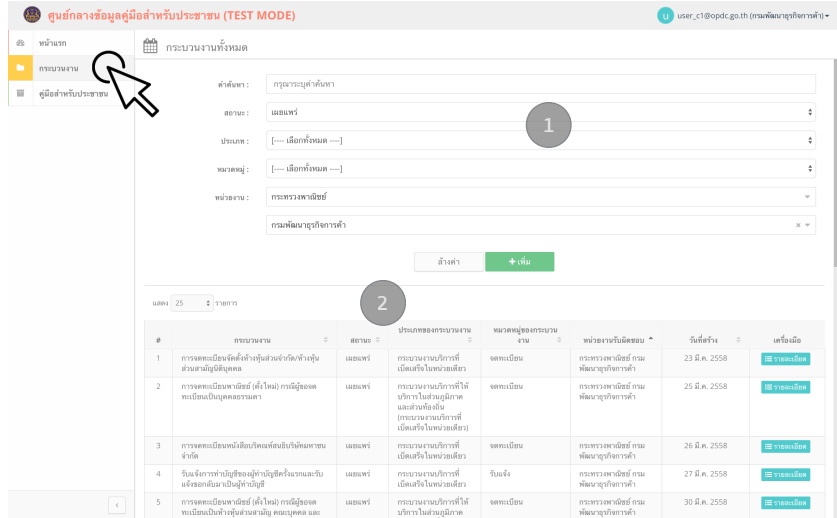 ศูนย์กลางข้อมูลคู่มือสำหรับประชาชน (TEST MODE)
u user_c1@opdc.go.th (กรมพัฒนาธุรกิจการค้า)
หน้าแรก
กระบวนงาน
คู่มือสำหรับประชาชน
กระบวนงานทั้งหมด
คำค้นหา :
กรุณาระบุคำค้นหา
สถานะ :
เผยแพร่
1
ประเภท :
[---- เลือกทั้งหมด ----]
หมวดหมู่ :
[---- เลือกทั้งหมด ----]
หน่วยงาน :
กระทรวงพาณิชย์
กรมพัฒนาธุรกิจการค้า
ล้างค่า
+ เพิ่ม
แสดง 25 รายการ
2
# กระบวนงาน สถานะ ประเภทของกระบวนงาน หมวดหมู่ของกระบวน
งาน หน่วยงานรับผิดชอบ วันที่สร้าง เครื่องมือ
1 การจดทะเบียนจัดตั้งห้างหุ้นส่วนจำกัด/ห้างหุ้น เผยแพร่ กระบวนงานบริการที่ จดทะเบียน กระทรวงพาณิชย์ กรม 23 มี.ค. 2558 รายละเอียด
ส่วนสามัญนิติบุคคล เบ็ดเสร็จในหน่วยเดียว พัฒนาธุรกิจการค้า
2 การจดทะเบียนพาณิชย์ (ตั้งใหม่) กรณีผู้ขอจด เผยแพร่ กระบวนงานบริการที่ให้ จดทะเบียน กระทรวงพาณิชย์ กรม 25 มี.ค. 2558 รายละเอียด
ทะเบียนเป็นบุคคลธรรมดา บริการในส่วนภูมิภาค พัฒนาธุรกิจการค้า
และส่วนท้องถิ่น
(กระบวนงานบริการที่
เบ็ดเสร็จในหน่วยเดียว)
3 การจดทะเบียนหนังสือบริคณห์สนธิบริษัทมหาชน เผยแพร่ กระบวนงานบริการที่ จดทะเบียน กระทรวงพาณิชย์ กรม 26 มี.ค. 2558 รายละเอียด
จำกัด เบ็ดเสร็จในหน่วยเดียว พัฒนาธุรกิจการค้า
4 รับแจ้งการทำบัญชีของผู้ทำบัญชีครั้งแรกและรับ เผยแพร่ กระบวนงานบริการที่ รับแจ้ง กระทรวงพาณิชย์ กรม 27 มี.ค. 2558 รายละเอียด
แจ้งขอกลับมาเป็นผู้ทำบัญชี เบ็ดเสร็จในหน่วยเดียว พัฒนาธุรกิจการค้า
5 การจดทะเบียนพาณิชย์ (ตั้งใหม่) กรณีผู้ขอจด เผยแพร่ กระบวนงานบริการที่ให้ จดทะเบียน กระทรวงพาณิชย์ กรม 30 มี.ค. 2558 รายละเอียด
ทะเบียนเป็นห้างหุ้นส่วนสามัญ คณะบุคคล และ บริการในส่วนภูมิภาค พัฒนาธุรกิจการค้า